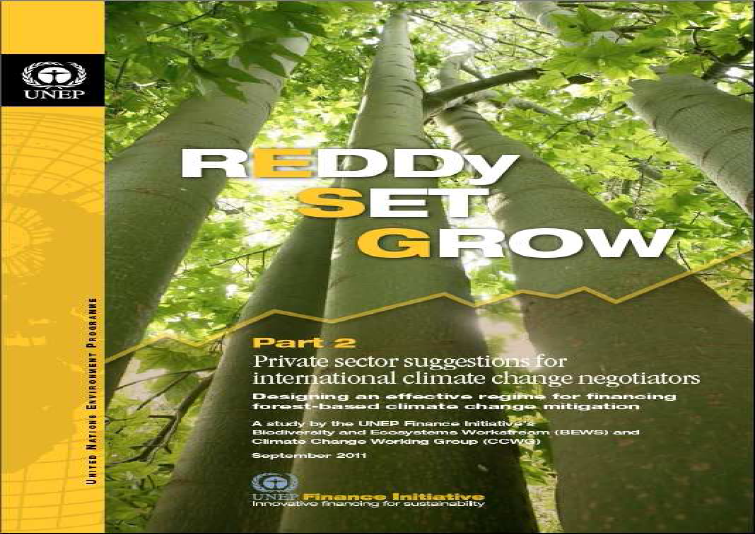 UNEP
UNITED NATIONS ENVIRONMENT PROGRAMME
REDDy
SET
GROW
Part 2
Private sector suggestions for
international climate change negotiators
Designing an effective regime for financing
forest-based climate change mitigation
A study by the UNEP Finance Initiative's
Biodiversity and Ecosystems Workstream (BEWS) and
Climate Change Working Group (CCWG)
September 2011
UNEP Finance Initiative
Innovative financing for sustainability